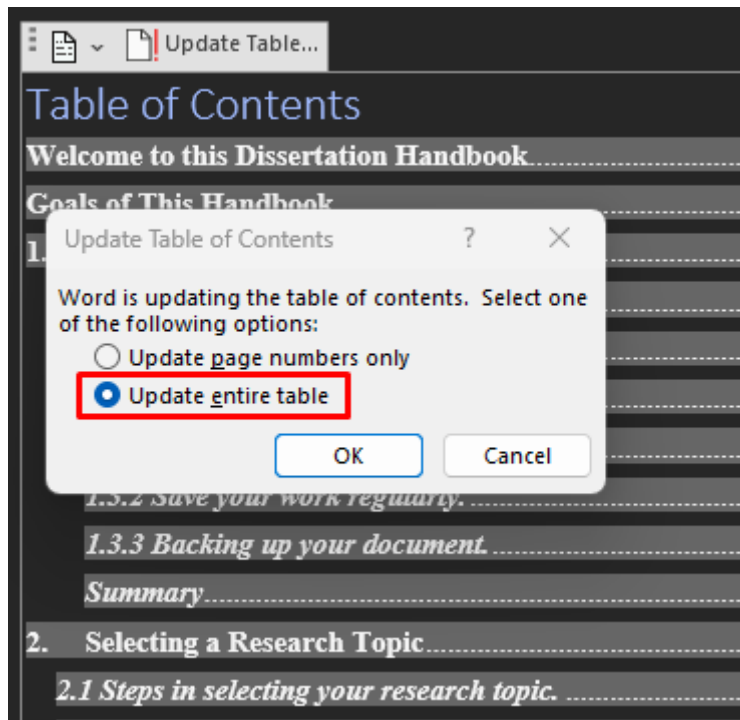 Update Table...
Table of Contents
Welcome to this Dissertation Handbook
Goals of This Handbook
1.
Update Table of Contents ?
Word is updating the table of contents. Select one
of the following options:
Update page numbers only
Update entire table
OK Cancel
1.3.2 Save your work regularly.
1.3.3 Backing up your document.
Summary
2. Selecting a Research Topic
2.1 Steps in selecting your research topic.